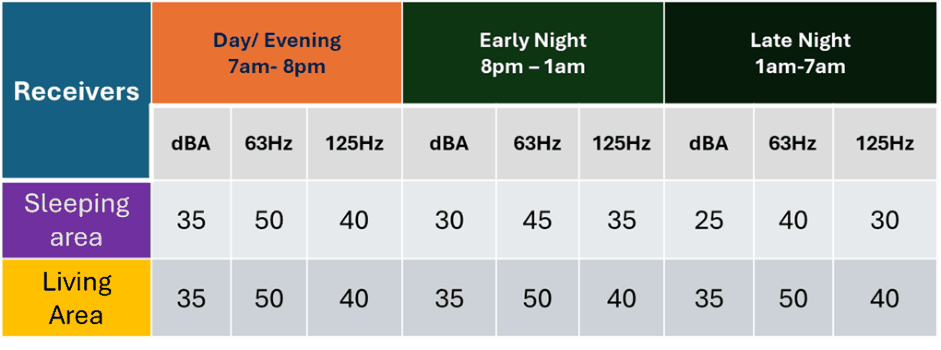 Receivers
Day/ Evening
7am- 8pm
Early Night
8pm – 1am
Late Night
1am-7am
dBA 63Hz 125Hz dBA 63Hz 125Hz dBA 63Hz 125Hz
Sleeping
area
35 50 40 30 45 35 25 40 30
Living
Area
35 50 40 35 50 40 35 50 40